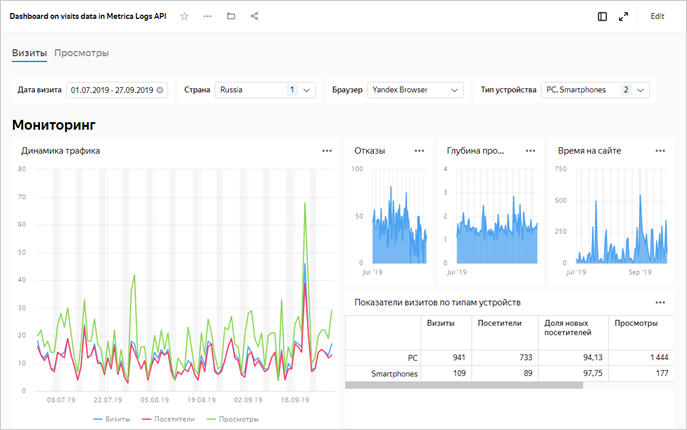 Dashboard on visits data in Metrica Logs API
Edit
Визиты Просмотры
Дата визита 01.07.2019 - 27.09.2019 Страна Russia 1 Браузер Yandex Browser Тип устройства PC, Smartphones 2
Мониторинг
Динамика трафика
80
70
60
50
40
30
20
10
0
08.07.19 22.07.19 05.08.19 19.08.19 02.09.19 16.09.19
Визиты Посетители Просмотры
Отказы
100
50
0
Jul '19
Глубина про...
4
3
2
1
0
Jul '19
Время на сайте
750
500
250
0
Jul '19 Sep '19
Показатели визитов по типам устройств
Визиты Посетители Доля новых посетителей Просмотры
PC 941 733 94,13 1 444
Smartphones 109 89 97,75 177